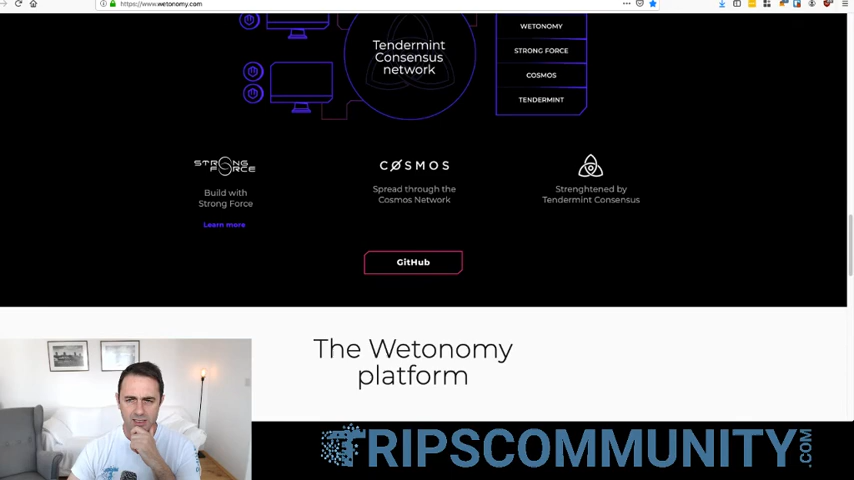 https://www.wetonomy.com
WETONOMY
Tendermint
Consensus
network
STRONG FORCE
COSMOS
TENDERMINT
STRONG
FORCE
COSMOS
Build with
Strong Force
Spread through the
Cosmos Network
Strenghtened by
Tendermint Consensus
Learn more
GitHub
The Wetonomy
platform
TRIPSCOMMUNITY.COM